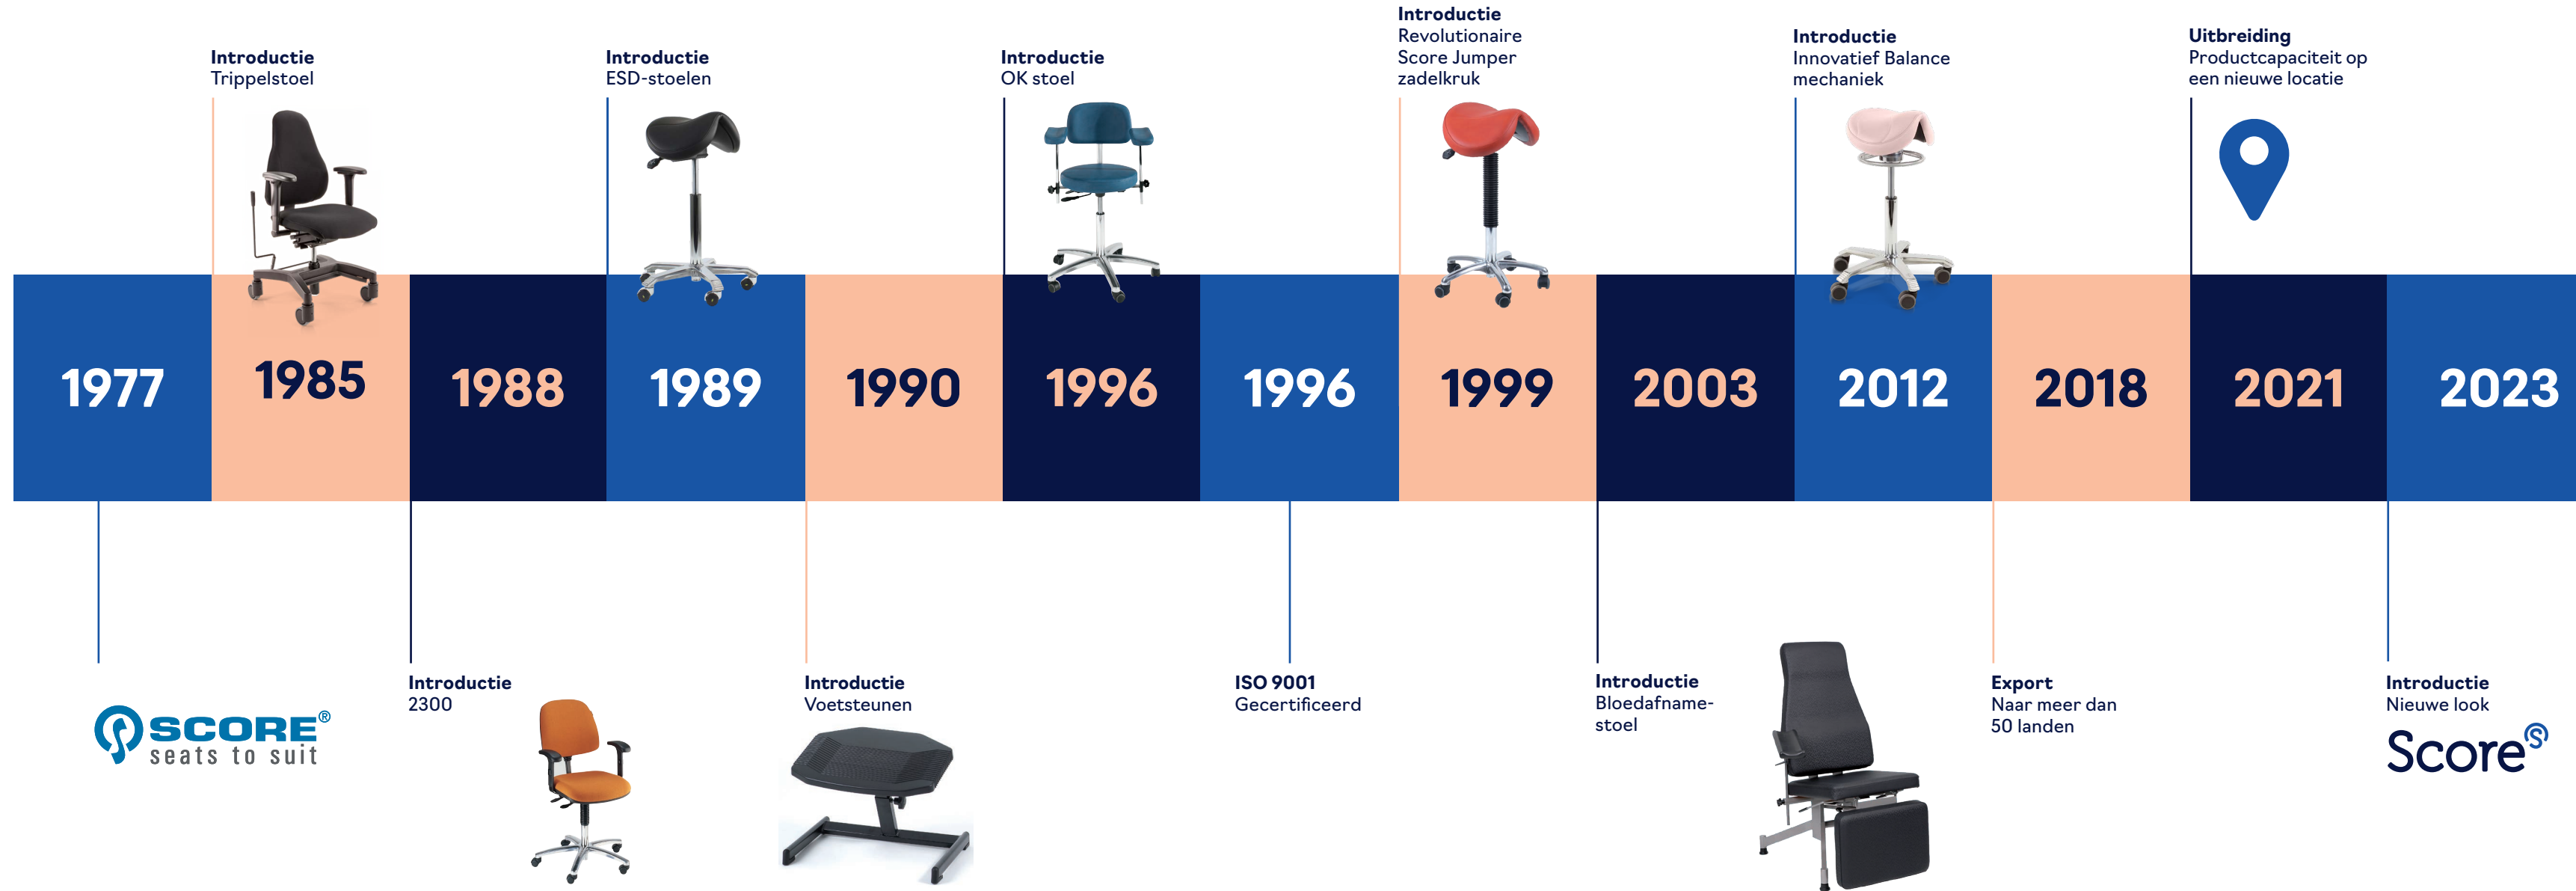 Introductie
Trippelstoel
Introductie
ESD-stoelen
Introductie
OK stoel
Introductie
Revolutionaire
Score Jumper
zadelkruk
Introductie
Innovatief Balance
mechaniek
Uitbreiding
Productcapaciteit op
een nieuwe locatie
1977
1985
1988
1989
1990
1996
1996
1999
2003
2012
2018
2021
2023
SCORE®
seats to suit
Introductie
2300
Introductie
Voetsteunen
ISO 9001
Gecertificeerd
Introductie
Bloedafname-
stoel
Export
Naar meer dan
50 landen
Introductie
Nieuwe look
Score